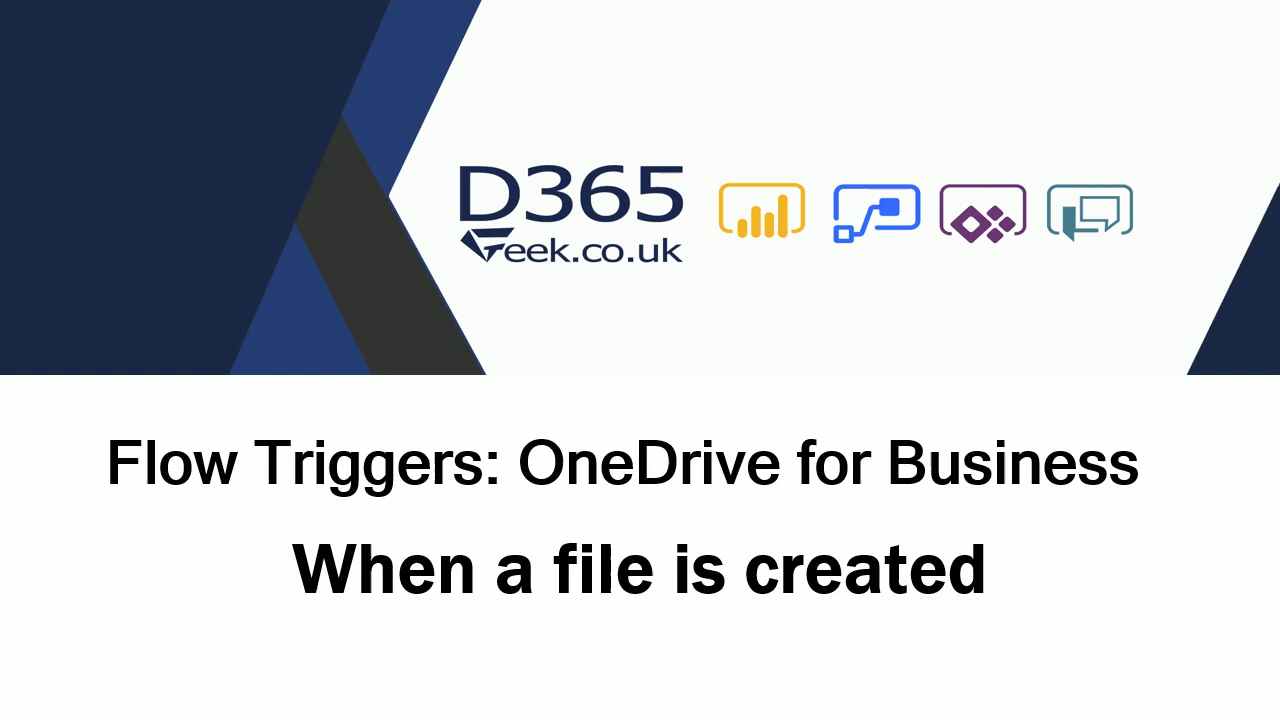 D365
Geek.co.uk
Flow Triggers: OneDrive for Business
When a file is created